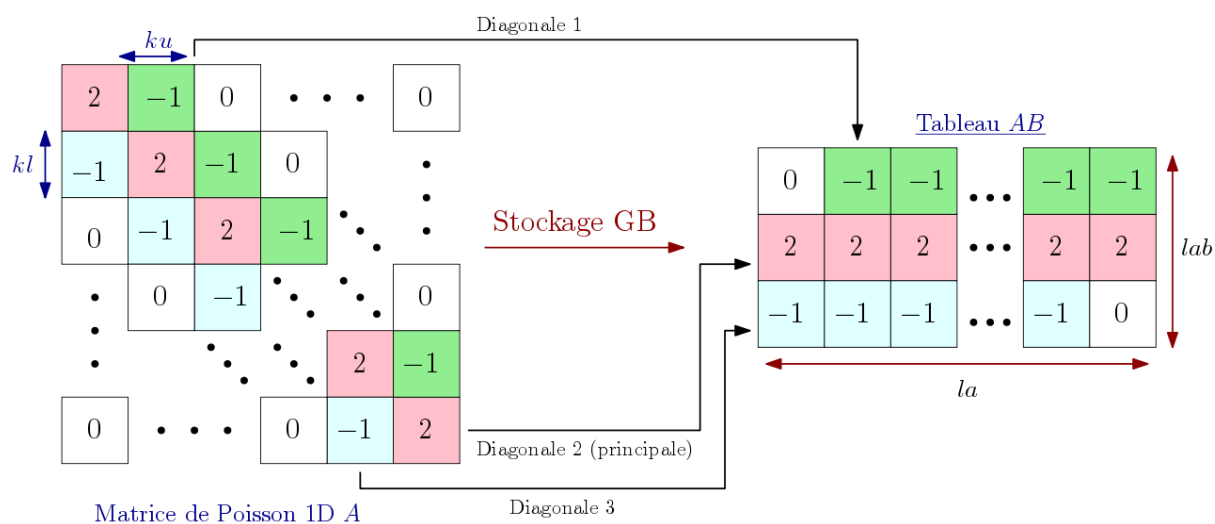 Diagonale 1
ku
2 −1 0 • • • 0
Tableau AB
kl −1 2 −1 0
0 −1 −1 • • • −1 −1
0 −1 2 −1
Stockage GB
2 2 2 • • • 2 2
lab
0 −1 0
−1 −1 −1 • • • −1 0
2 −1
la
0 • • • 0 −1 2
Diagonale 2 (principale)
Diagonale 3
Matrice de Poisson 1D A